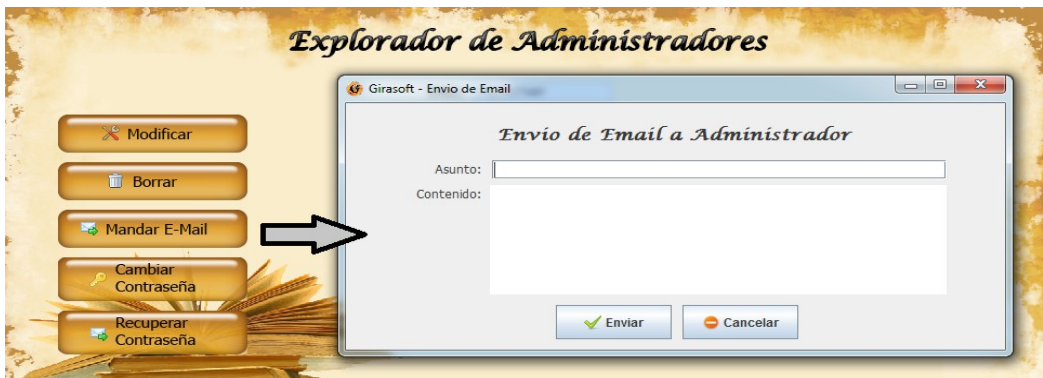 Explorador de Administradores
Girasoft - Envio de Email
Modificar
Borrar
Mandar E-Mail
Cambiar
Contraseña
Recuperar
Contraseña
Envio de Email a Administrador
Asunto:
Contenido:
Enviar
Cancelar